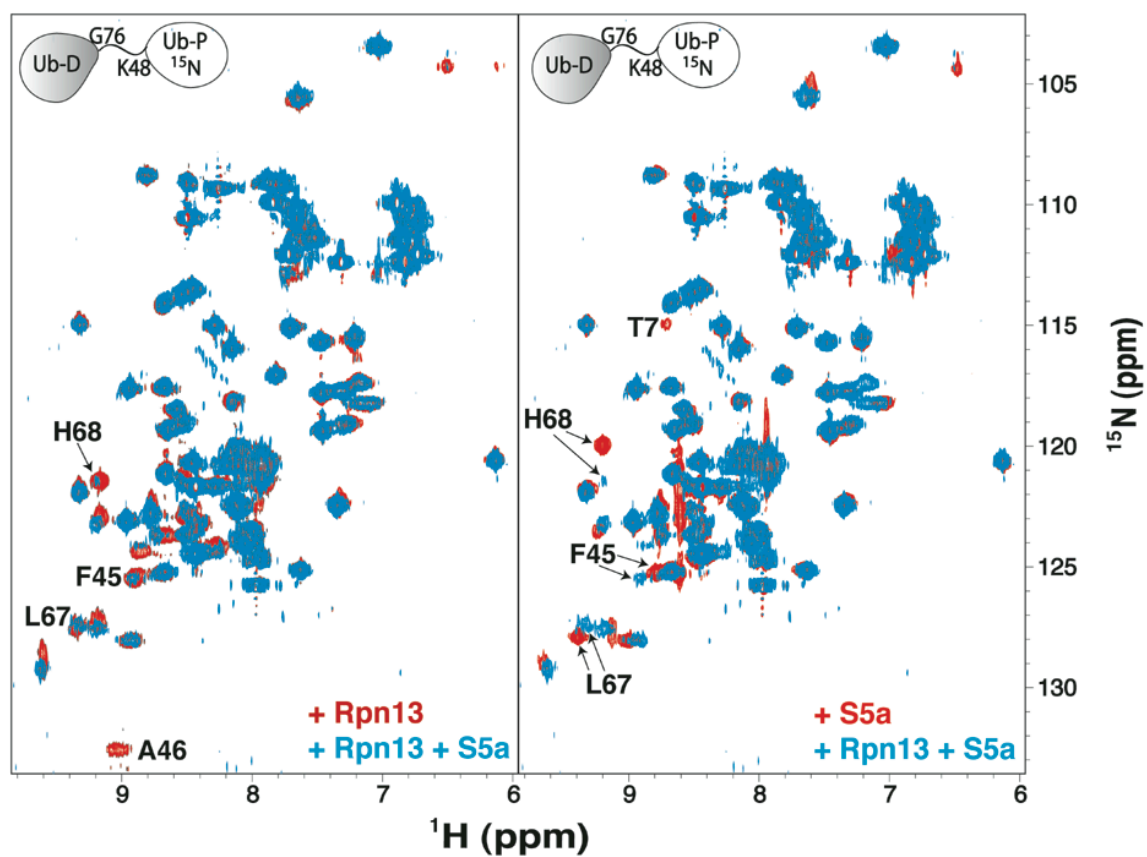 G76
Ub-D
K48
Ub-P
15N
H68
F45
L67
A46
+ Rpn13
+ Rpn13 + S5a
G76
Ub-D
K48
Ub-P
15N
T7
H68
F45
L67
+ S5a
+ Rpn13 + S5a
105
110
115
120
125
130
15N (ppm)
9 8 7 6
9 8 7 6
1H (ppm)